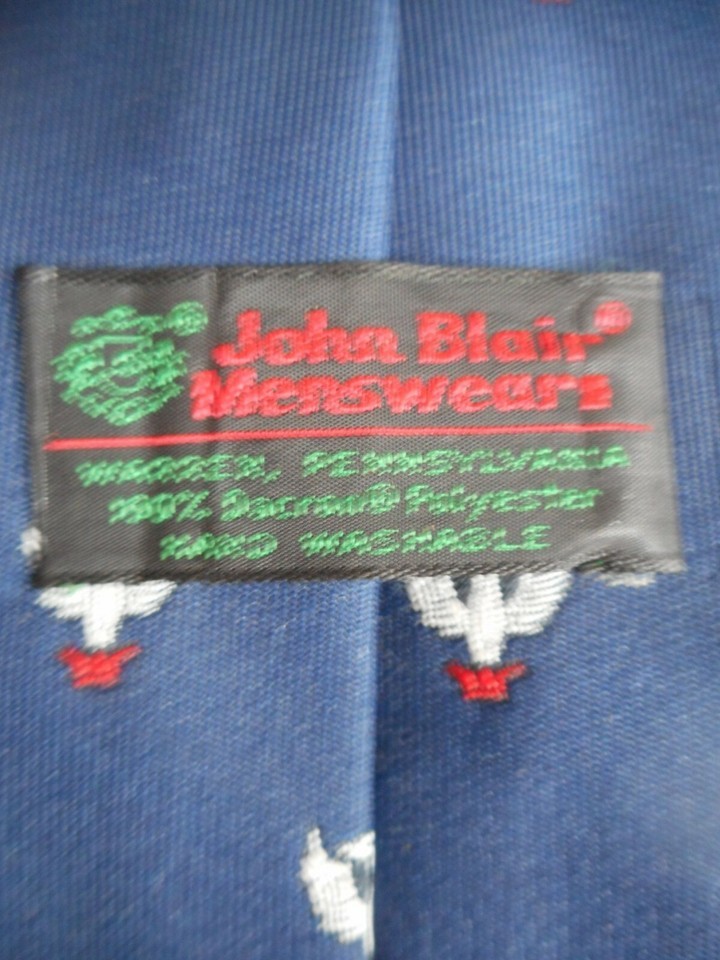 John Blair®
Menswear
WARREN, PENNSYLVANIA
100% Dacron® Polyester
HAND WASHABLE